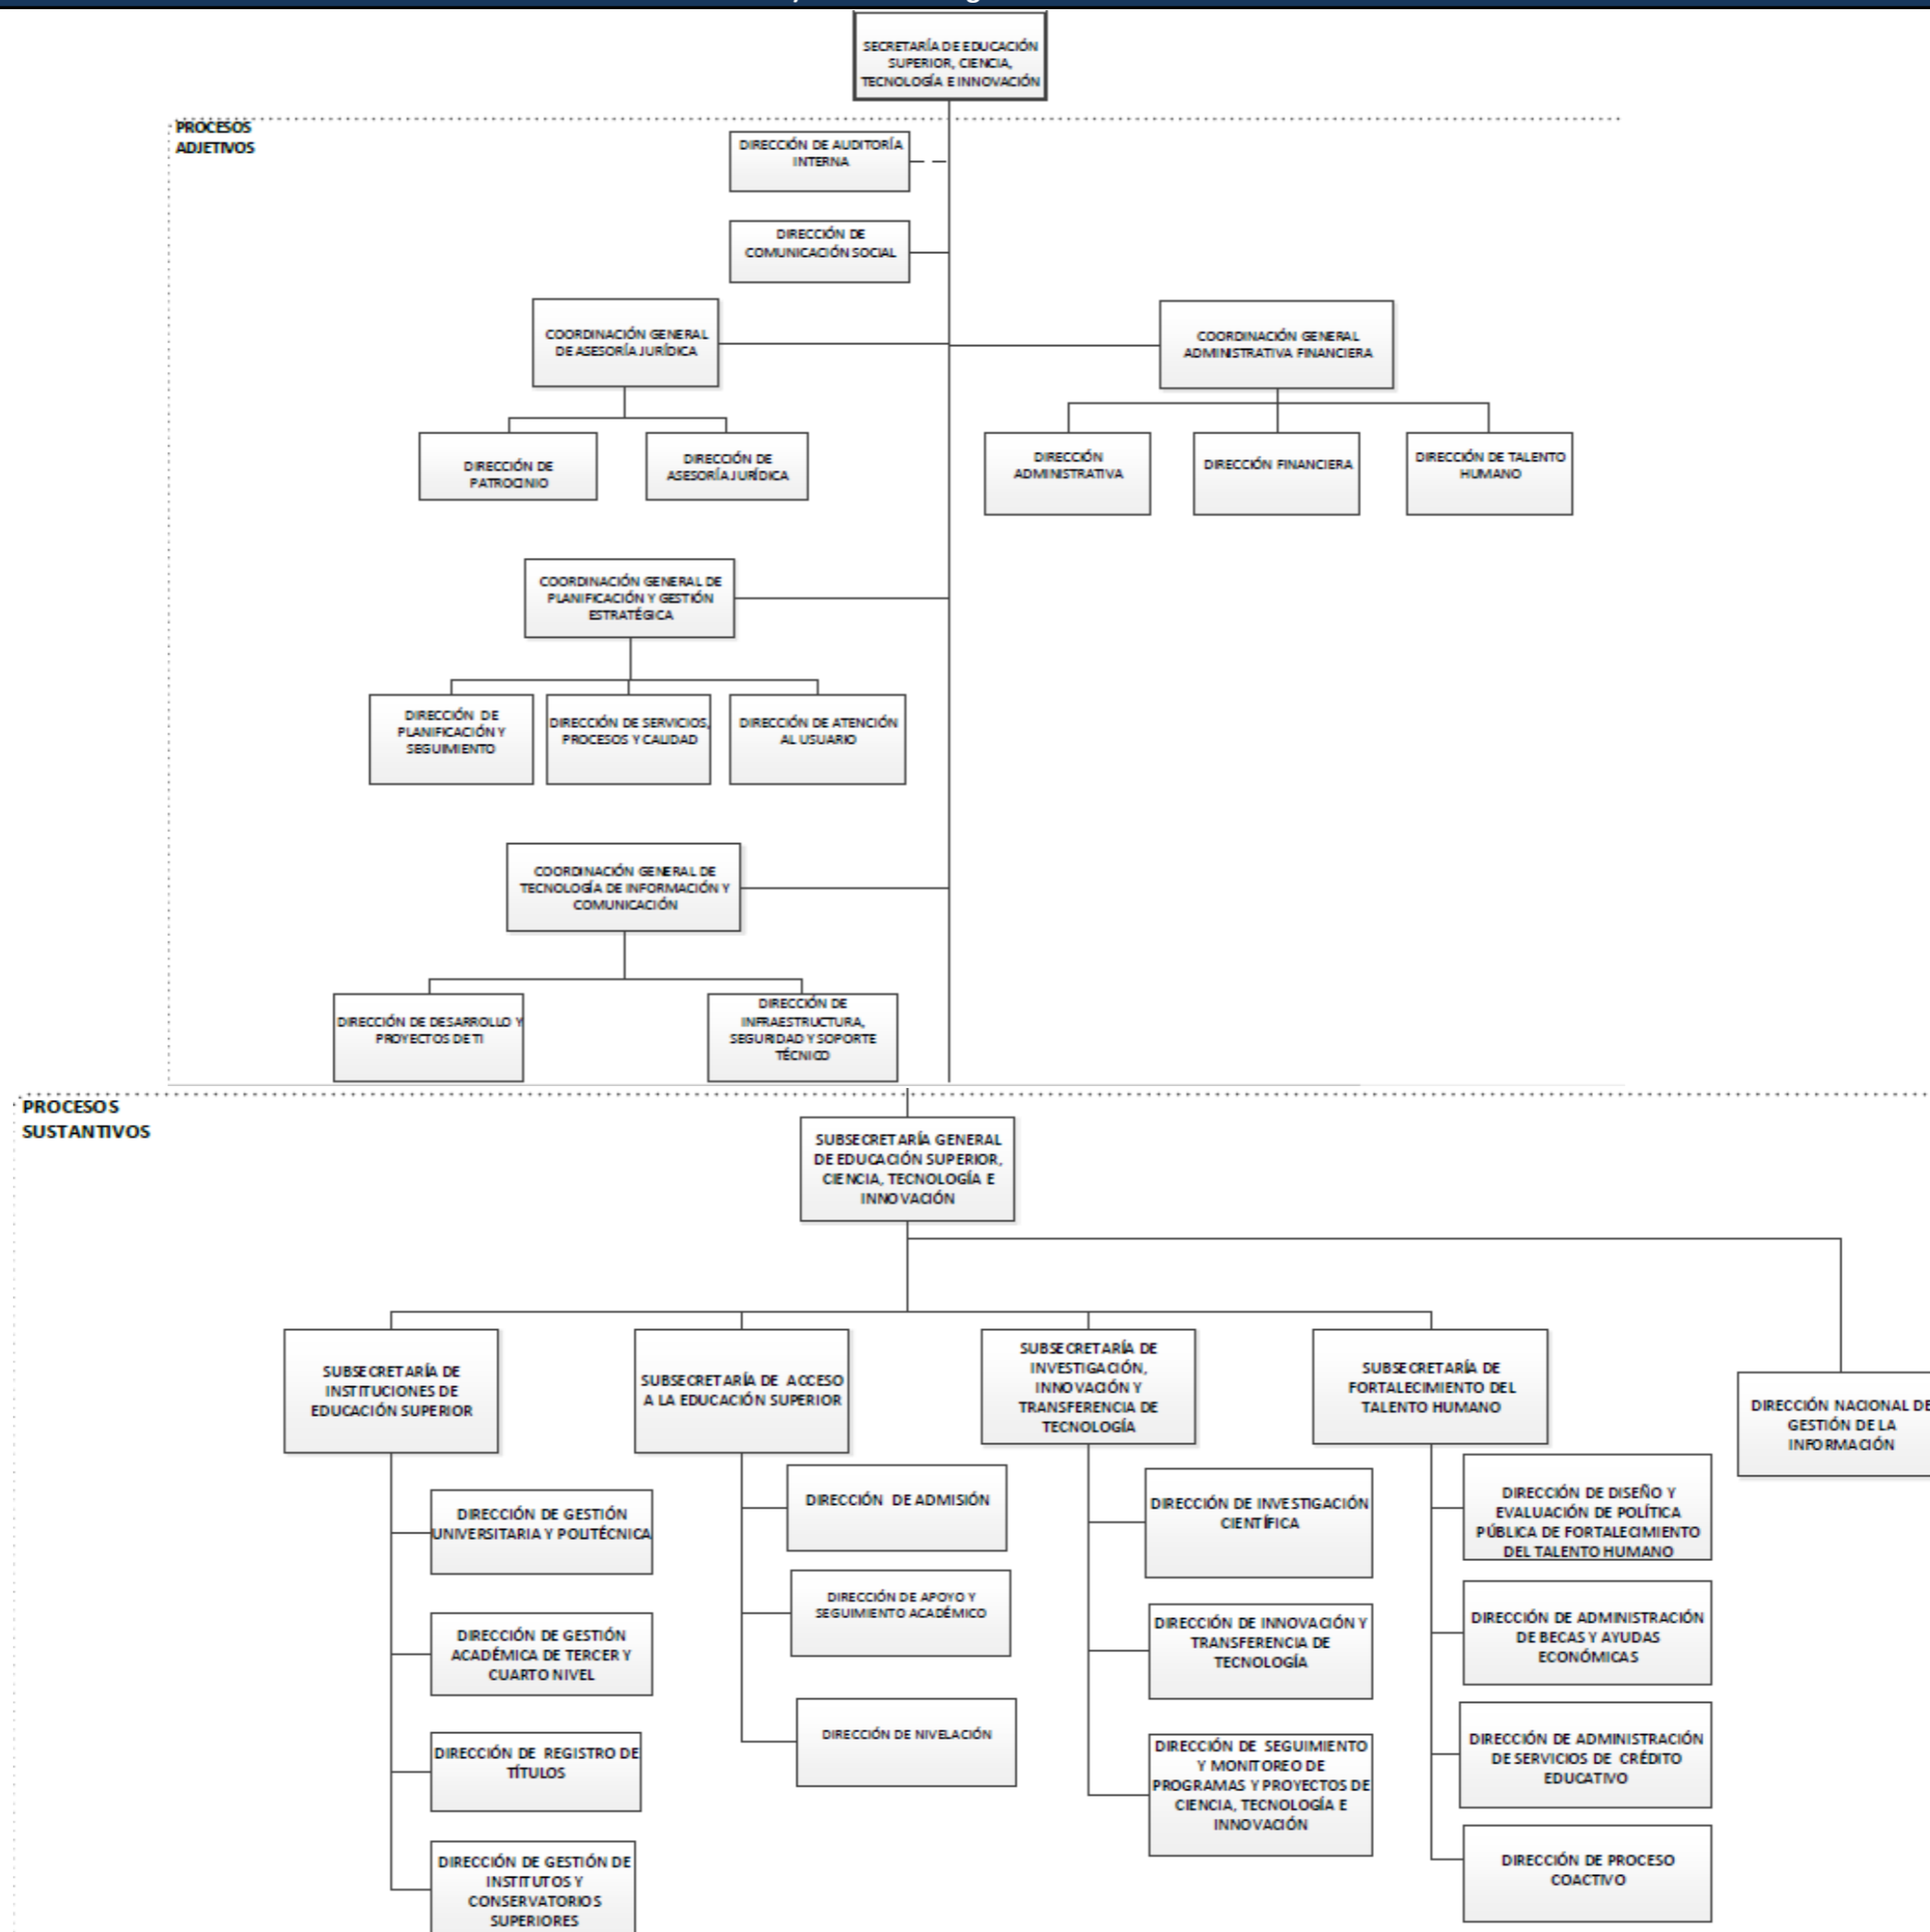 SECRETARÍA DE EDUCACIÓN
SUPERIOR, CIENCIA,
TECNOLOGÍA E INNOVACIÓN
PROCESOS
ADJETIVOS
DIRECCIÓN DE AUDITORÍA
INTERNA
DIRECCIÓN DE
COMUNICACIÓN SOCIAL
COORDINACIÓN GENERAL
DE ASESORÍA JURÍDICA
COORDINACIÓN GENERAL
ADMINISTRATIVA FINANCIERA
DIRECCIÓN DE
PATROCINIO
DIRECCIÓN DE
ASESORÍA JURÍDICA
DIRECCIÓN
ADMINISTRATIVA
DIRECCIÓN FINANCIERA
DIRECCIÓN DE TALENTO
HUMANO
COORDINACIÓN GENERAL DE
PLANIFICACIÓN Y GESTIÓN
ESTRATÉGICA
DIRECCIÓN DE
PLANIFICACIÓN Y
SEGUIMIENTO
DIRECCIÓN DE SERVICIOS,
PROCESOS Y CALIDAD
DIRECCIÓN DE ATENCIÓN
AL USUARIO
COORDINACIÓN GENERAL DE
TECNOLOGÍA DE INFORMACIÓN Y
COMUNICACIÓN
DIRECCIÓN DE DESARROLLO Y
PROYECTOS DE TI
DIRECCIÓN DE
INFRAESTRUCTURA,
SEGURIDAD Y SOPORTE
TÉCNICO
PROCESOS
SUSTANTIVOS
SUBSECRETARÍA GENERAL
DE EDUCACIÓN SUPERIOR,
CIENCIA, TECNOLOGÍA E
INNOVACIÓN
SUBSECRETARÍA DE
INSTITUCIONES DE
EDUCACIÓN SUPERIOR
SUBSECRETARÍA DE ACCESO
A LA EDUCACIÓN SUPERIOR
SUBSECRETARÍA DE
INVESTIGACIÓN,
INNOVACIÓN Y
TRANSFERENCIA DE
TECNOLOGÍA
SUBSECRETARÍA DE
FORTALECIMIENTO DEL
TALENTO HUMANO
DIRECCIÓN NACIONAL DE
GESTIÓN DE LA
INFORMACIÓN
DIRECCIÓN DE GESTIÓN
UNIVERSITARIA Y POLITÉCNICA
DIRECCIÓN DE GESTIÓN
ACADÉMICA DE TERCER Y
CUARTO NIVEL
DIRECCIÓN DE REGISTRO DE
TÍTULOS
DIRECCIÓN DE GESTIÓN DE
INSTITUTOS Y
CONSERVATORIOS
SUPERIORES
DIRECCIÓN DE ADMISIÓN
DIRECCIÓN DE APOYO Y
SEGUIMIENTO ACADÉMICO
DIRECCIÓN DE NIVELACIÓN
DIRECCIÓN DE INVESTIGACIÓN
CIENTÍFICA
DIRECCIÓN DE INNOVACIÓN Y
TRANSFERENCIA DE
TECNOLOGÍA
DIRECCIÓN DE SEGUIMIENTO
Y MONITOREO DE
PROGRAMAS Y PROYECTOS DE
CIENCIA, TECNOLOGÍA E
INNOVACIÓN
DIRECCIÓN DE DISEÑO Y
EVALUACIÓN DE POLÍTICA
PÚBLICA DE FORTALECIMIENTO
DEL TALENTO HUMANO
DIRECCIÓN DE ADMINISTRACIÓN
DE BECAS Y AYUDAS
ECONÓMICAS
DIRECCIÓN DE ADMINISTRACIÓN
DE SERVICIOS DE CRÉDITO
EDUCATIVO
DIRECCIÓN DE PROCESO
COACTIVO